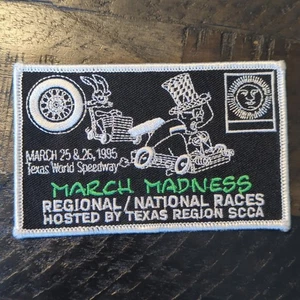 MARCH 25 & 26, 1995
Texas World Speedway
MARCH MADNESS
REGIONAL / NATIONAL RACES
HOSTED BY TEXAS REGION SCCA